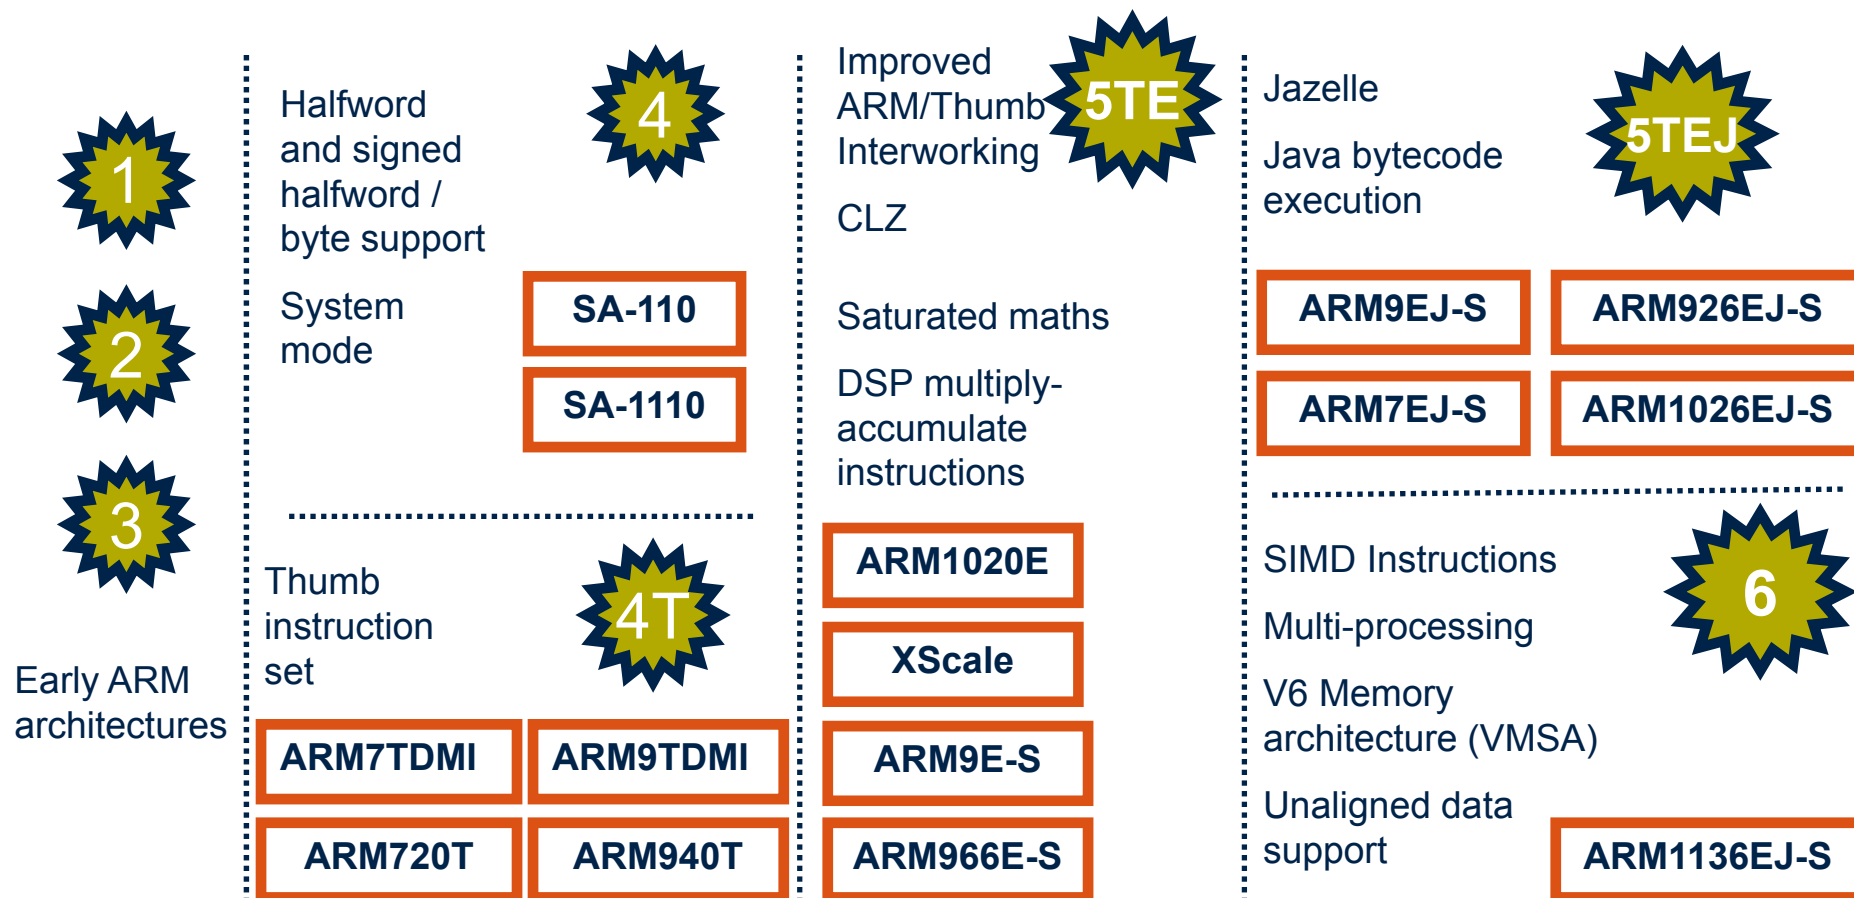 1
2
3
Early ARM
architectures
Halfword
and signed
halfword /
byte support
4
System
mode
SA-110
SA-1110
Thumb
instruction
set
4T
ARM7TDMI
ARM9TDMI
ARM720T
ARM940T
Improved
ARM/Thumb
Interworking
5TE
CLZ
Saturated maths
DSP multiply-
accumulate
instructions
ARM1020E
XScale
ARM9E-S
ARM966E-S
Jazelle
Java bytecode
execution
5TEJ
ARM9EJ-S
ARM926EJ-S
ARM7EJ-S
ARM1026EJ-S
SIMD Instructions
6
Multi-processing
V6 Memory
architecture (VMSA)
Unaligned data
support
ARM1136EJ-S